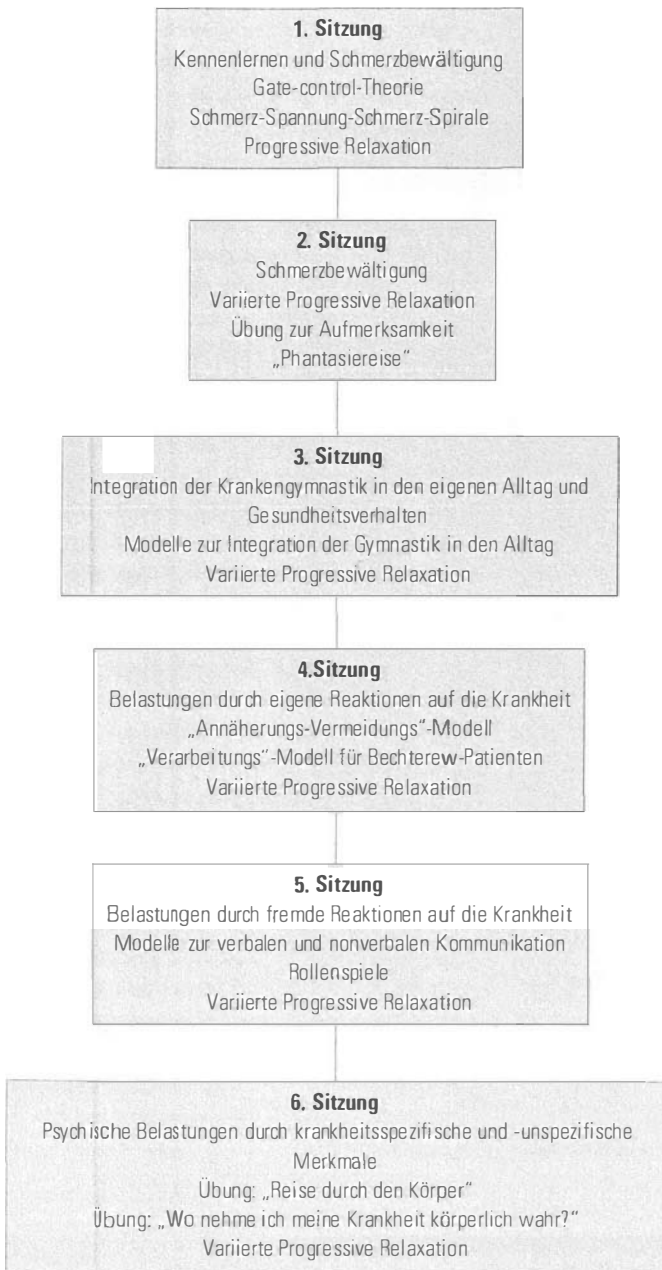 1. Sitzung
Kennenlernen und Schmerzbewältigung
Gate-control-Theorie
Schmerz-Spannung-Schmerz-Spirale
Progressive Relaxation
2. Sitzung
Schmerzbewältigung
Variierte Progressive Relaxation
Übung zur Aufmerksamkeit
„Phantasiereise“
3. Sitzung
Integration der Krankengymnastik in den eigenen Alltag und
Gesundheitsverhalten
Modelle zur Integration der Gymnastik in den Alltag
Variierte Progressive Relaxation
4.Sitzung
Belastungen durch eigene Reaktionen auf die Krankheit
„Annäherungs-Vermeidungs“-Modell
„Verarbeitungs“-Modell für Bechterew-Patienten
Variierte Progressive Relaxation
5. Sitzung
Belastungen durch fremde Reaktionen auf die Krankheit
Modelle zur verbalen und nonverbalen Kommunikation
Rollenspiele
Variierte Progressive Relaxation
6. Sitzung
Psychische Belastungen durch krankheitsspezifische und -unspezifische
Merkmale
Übung: „Reise durch den Körper“
Übung: „Wo nehme ich meine Krankheit körperlich wahr?“
Variierte Progressive Relaxation